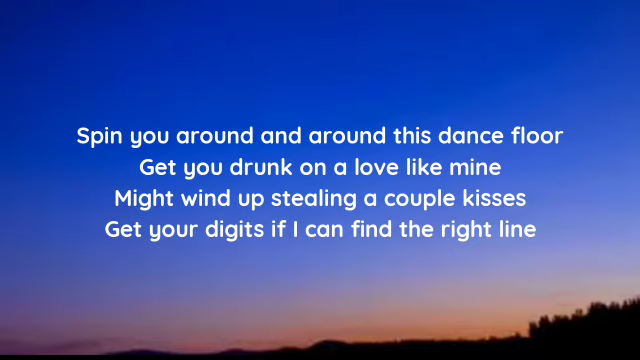 Spin you around and around this dance floor
Get you drunk on a love like mine
Might wind up stealing a couple kisses
Get your digits if I can find the right line